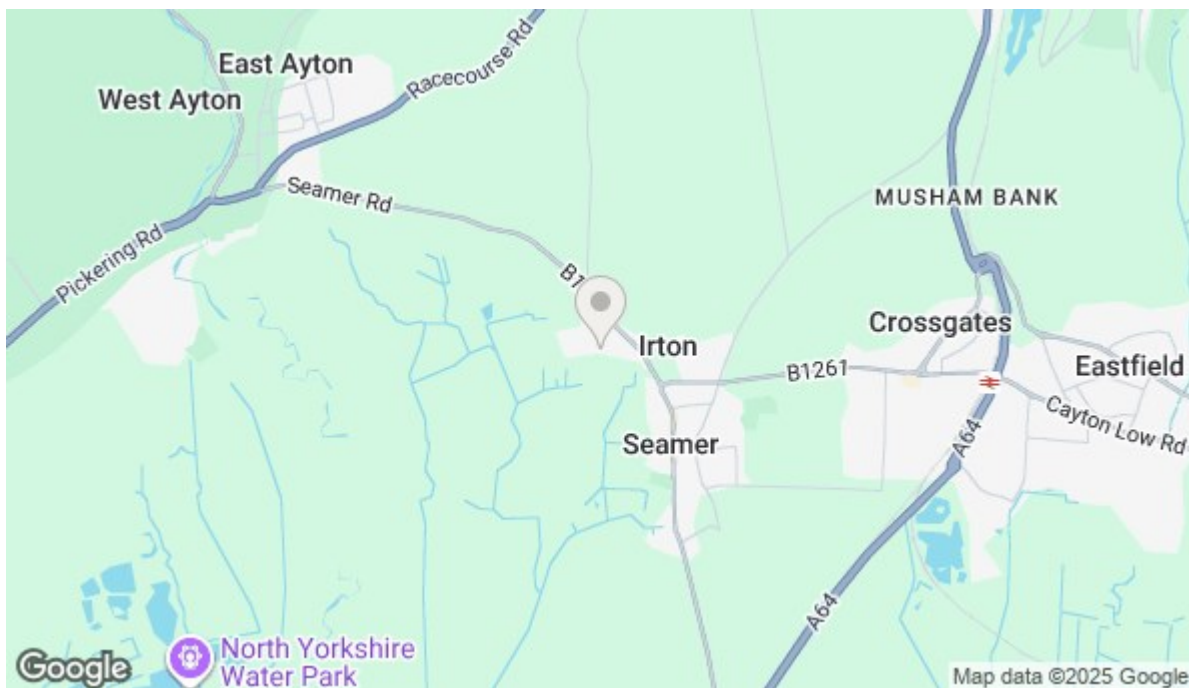 East Ayton
West Ayton
Racecourse Rd
Seamer Rd
Pickering Rd
MUSHAM BANK
B1
Irton
Crossgates
Eastfield
B1261
Cayton Low Rd
A64
Seamer
A64
North Yorkshire
Water Park
Google
Map data ©2025 Google